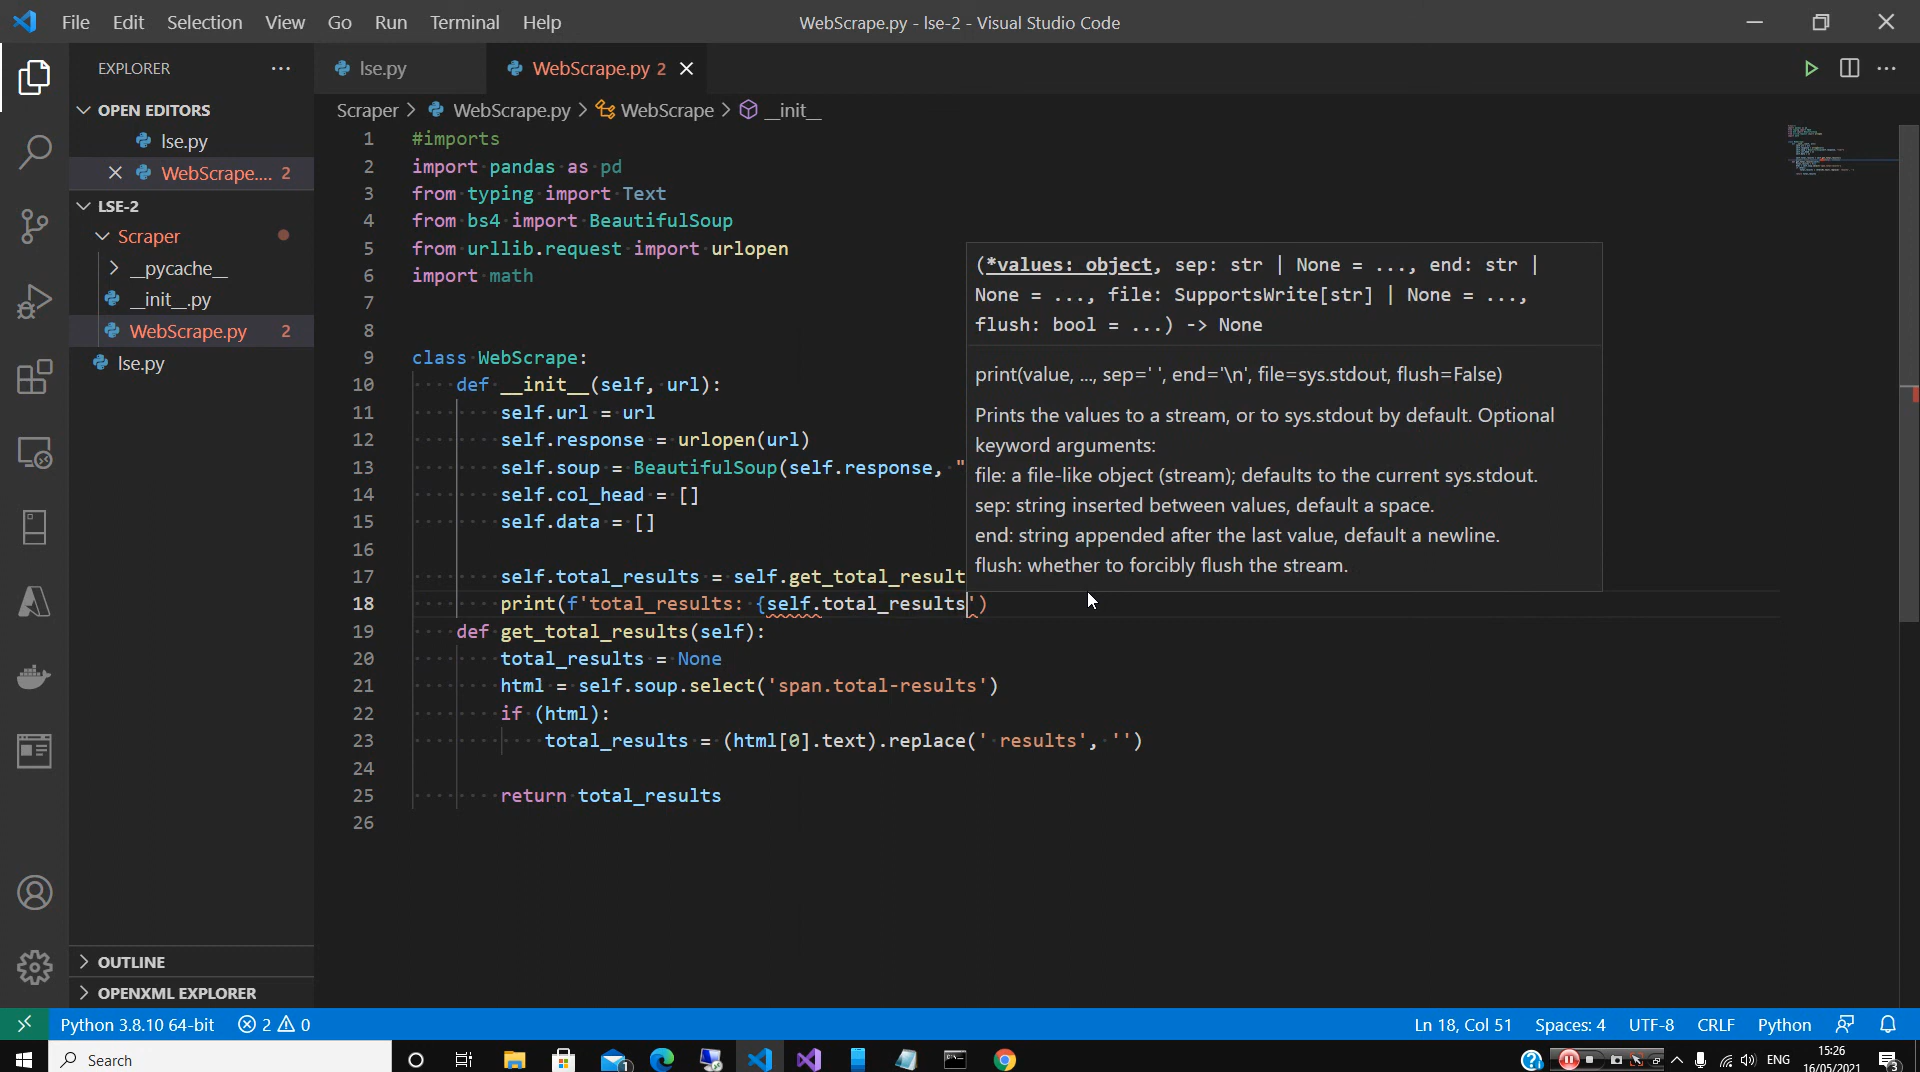 File Edit Selection View Go Run Terminal Help
WebScrape.py - lse-2 - Visual Studio Code
EXPLORER
OPEN EDITORS
lse.py
WebScrape.... 2
LSE-2
Scraper
__pycache__
__init__.py
WebScrape.py 2
lse.py
OUTLINE
OPENXML EXPLORER
lse.py
WebScrape.py 2
Scraper > WebScrape.py > WebScrape > __init__
1 #imports
2 import pandas as pd
3 from typing import Text
4 from bs4 import BeautifulSoup
5 from urllib.request import urlopen
6 import math
7
8
9 class WebScrape:
10 def __init__(self, url):
11 self.url = url
12 self.response = urlopen(url)
13 self.soup = BeautifulSoup(self.response, "
14 self.col_head = []
15 self.data = []
16
17 self.total_results = self.get_total_result
18 print(f'total_results: {self.total_results')
19 def get_total_results(self):
20 total_results = None
21 html = self.soup.select('span.total-results')
22 if (html):
23 total_results = (html[0].text).replace(' results', '')
24
25 return total_results
26
(*values: object, sep: str | None = ..., end: str |
None = ..., file: SupportsWrite[str] | None = ...,
flush: bool = ...) -> None
print(value, ..., sep=' ', end='\n', file=sys.stdout, flush=False)
Prints the values to a stream, or to sys.stdout by default. Optional
keyword arguments:
file: a file-like object (stream); defaults to the current sys.stdout.
sep: string inserted between values, default a space.
end: string appended after the last value, default a newline.
flush: whether to forcibly flush the stream.
Python 3.8.10 64-bit 2 0
Ln 18, Col 51 Spaces: 4 UTF-8 CRLF Python
Search
1
ENG
15:26
16/05/2021
3